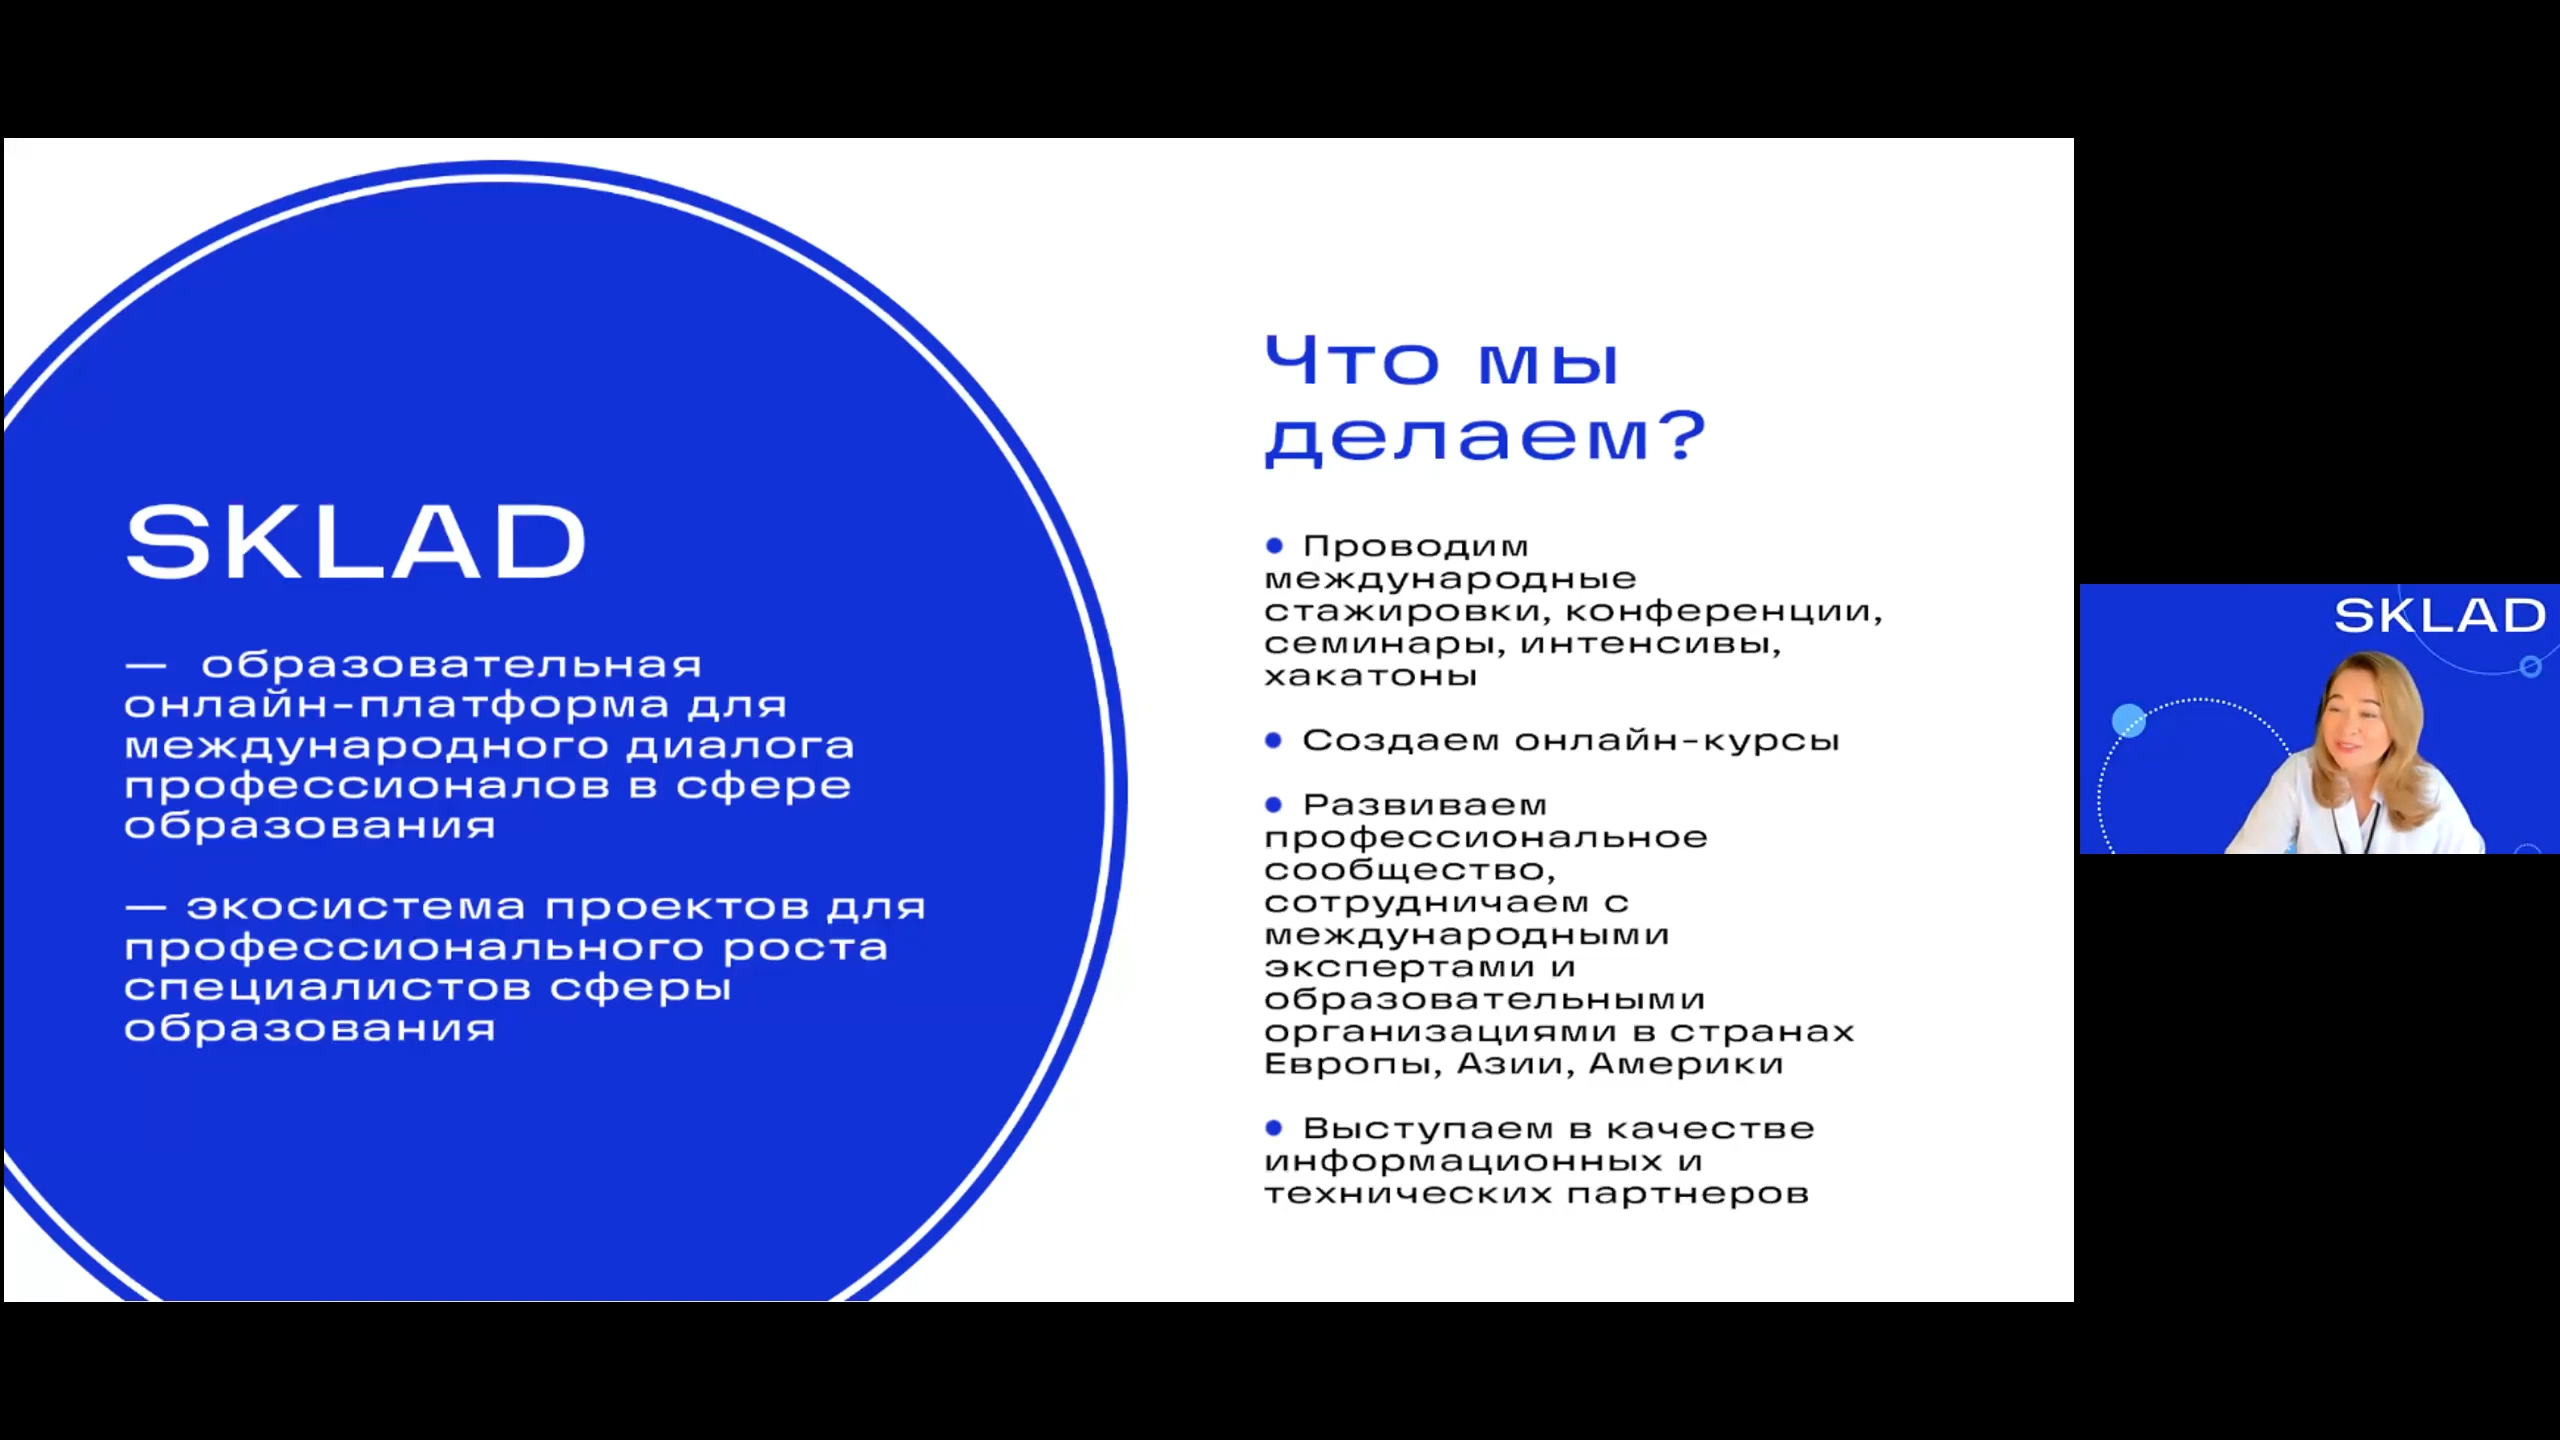 SKLAD
— образовательная
онлайн-платформа для
международного диалога
профессионалов в сфере
образования
— экосистема проектов для
профессионального роста
специалистов сферы
образования
Что мы
делаем?
● Проводим
международные
стажировки, конференции,
семинары, интенсивы,
хакатоны
● Создаем онлайн-курсы
● Развиваем
профессиональное
сообщество,
сотрудничаем с
международными
экспертами и
образовательными
организациями в странах
Европы, Азии, Америки
● Выступаем в качестве
информационных и
технических партнеров
SKLAD